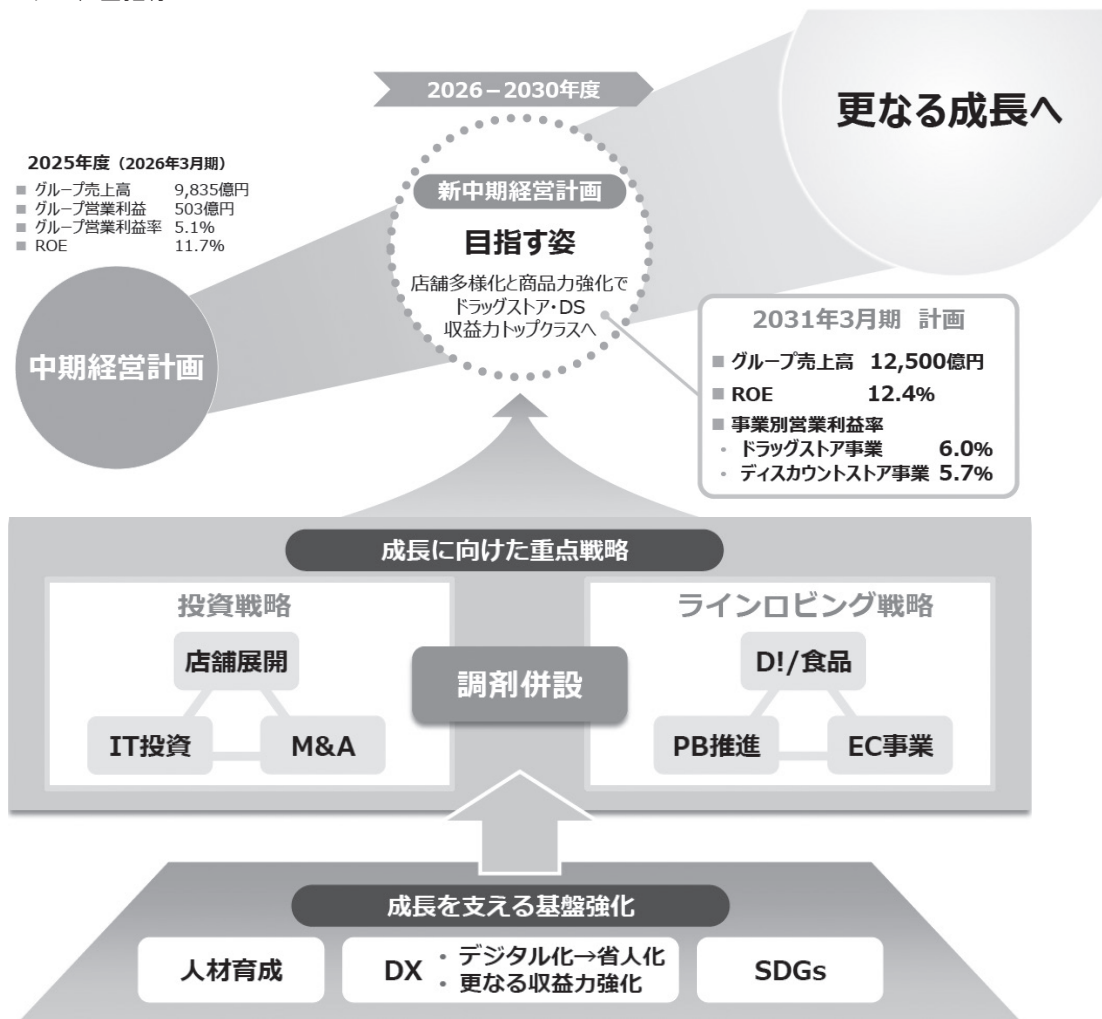 2026－2030年度
更なる成長へ
2025年度（2026年3月期）
■ グループ売上高 9,835億円
■ グループ営業利益 503億円
■ グループ営業利益率 5.1%
■ ROE 11.7%
中期経営計画
新中期経営計画
目指す姿
店舗多様化と商品力強化で
ドラッグストア・DS
収益力トップクラスへ
2031年3月期 計画
■ グループ売上高 12,500億円
■ ROE 12.4%
■ 事業別営業利益率
・ ドラッグストア事業 6.0%
・ ディスカウントストア事業 5.7%
成長に向けた重点戦略
投資戦略
店舗展開
IT投資
M&A
調剤併設
ラインロビング戦略
D!/食品
PB推進
EC事業
成長を支える基盤強化
人材育成
DX
・ デジタル化→省人化
・ 更なる収益力強化
SDGs